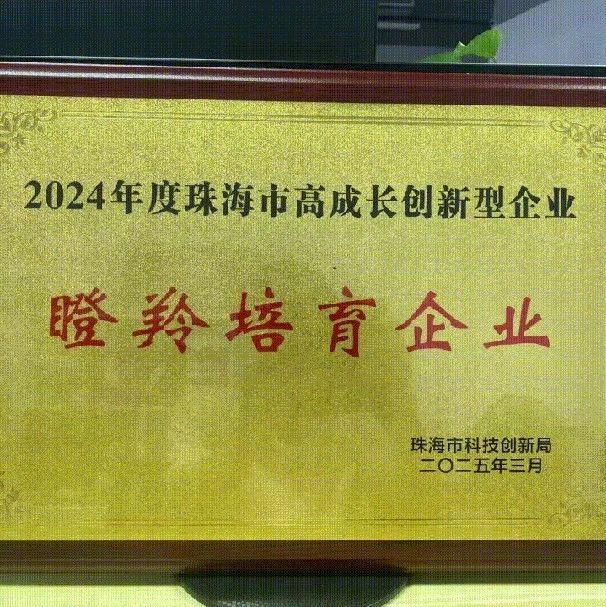 2024年度珠海市高成长创新型企业
瞪羚培育企业
珠海市科技创新局
二〇二五年三月